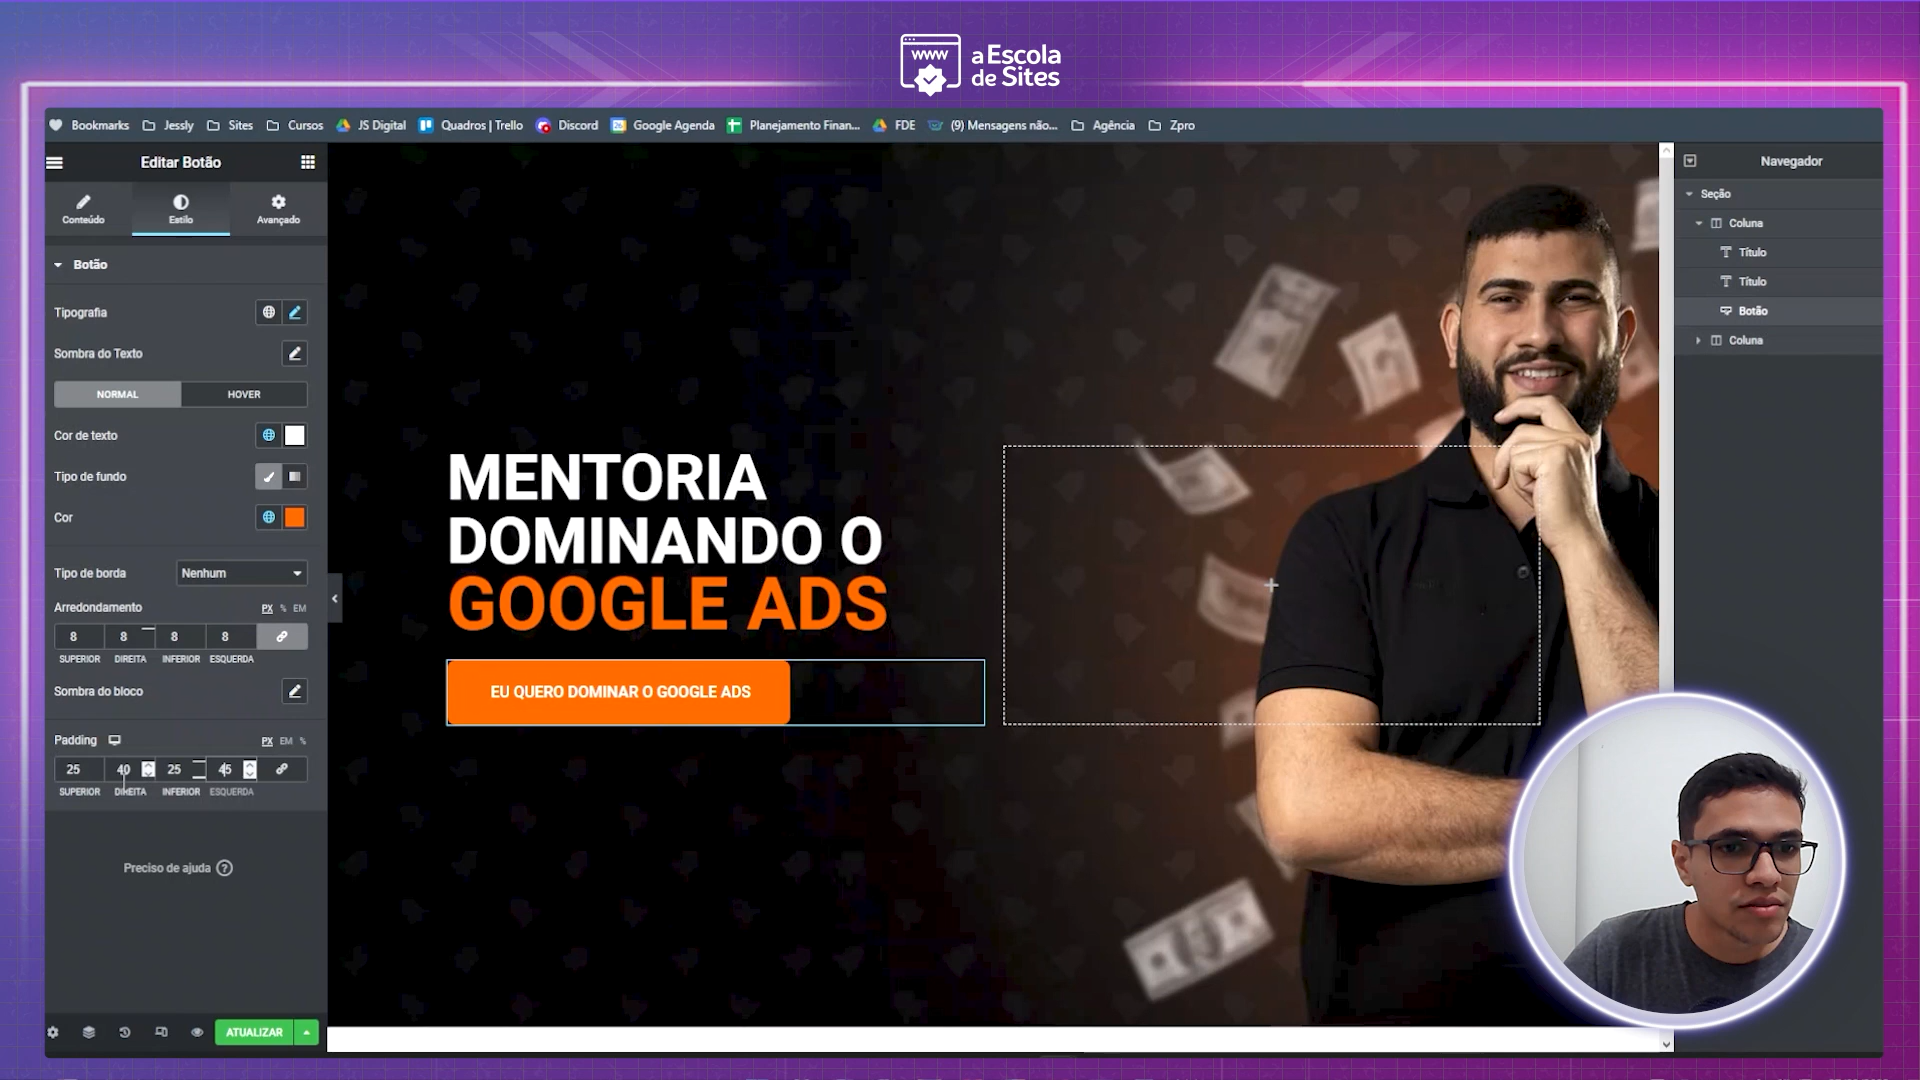 www
a Escola
de Sites
Bookmarks Jessly Sites Cursos JS Digital Quadros | Trello Discord Google Agenda Planejamento Finan... FDE (9) Mensagens não... Agência Zpro
Editar Botão
Conteúdo Estilo Avançado
Botão
Tipografia
Sombra do Texto
NORMAL HOVER
Cor de texto
Tipo de fundo
Cor
Tipo de borda Nenhum
Arredondamento PX % EM
8 8 8 8
SUPERIOR DIREITA INFERIOR ESQUERDA
Sombra do bloco
Padding PX EM %
25 40 25 45
SUPERIOR DIREITA INFERIOR ESQUERDA
Preciso de ajuda ?
ATUALIZAR
MENTORIA
DOMINANDO O
GOOGLE ADS
EU QUERO DOMINAR O GOOGLE ADS
Navegador
Seção
Coluna
Título
Título
Botão
Coluna